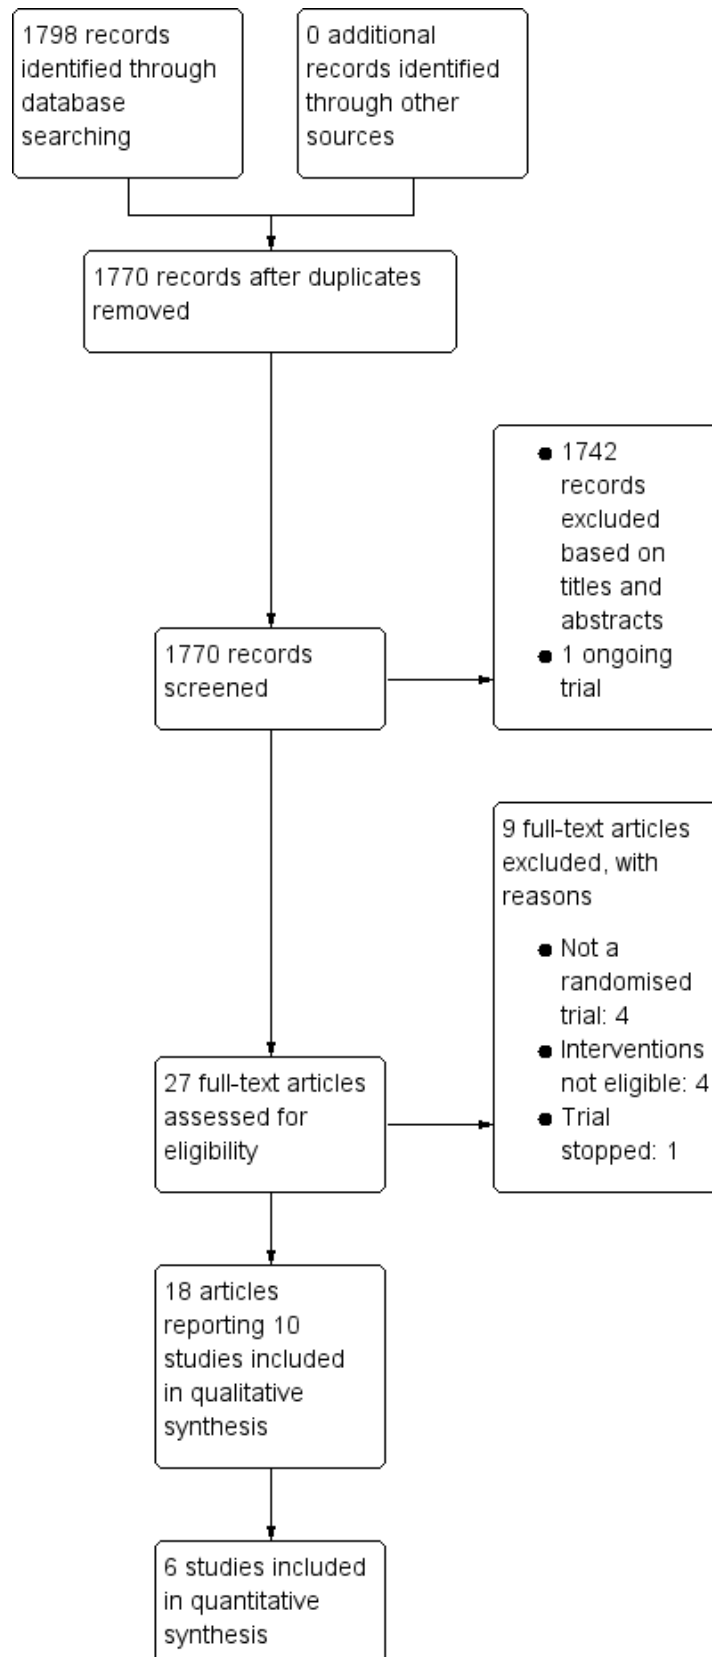 1798 records
identified through
database
searching
0 additional
records identified
through other
sources
1770 records after duplicates
removed
● 1742
records
excluded
based on
titles and
abstracts
● 1 ongoing
trial
1770 records
screened
9 full-text articles
excluded, with
reasons
● Not a
randomised
trial: 4
● Interventions
not eligible: 4
● Trial
stopped: 1
27 full-text articles
assessed for
eligibility
18 articles
reporting 10
studies included
in qualitative
synthesis
6 studies included
in quantitative
synthesis